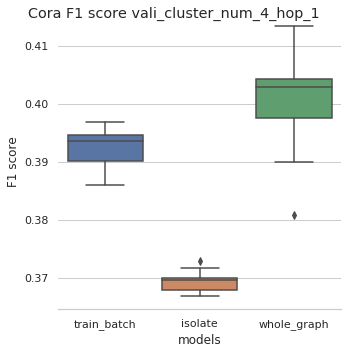 Cora F1 score vali_cluster_num_4_hop_1
0.41
0.40
0.39
0.38
0.37
F1 score
train_batch isolate whole_graph
models